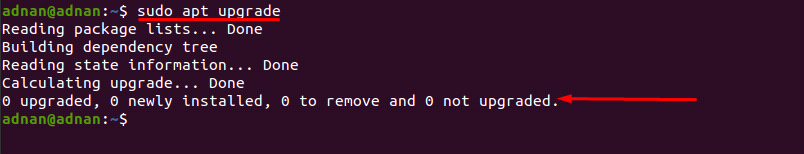 adnan@adnan:~$ sudo apt upgrade
Reading package lists... Done
Building dependency tree
Reading state information... Done
Calculating upgrade... Done
0 upgraded, 0 newly installed, 0 to remove and 0 not upgraded.
adnan@adnan:~$